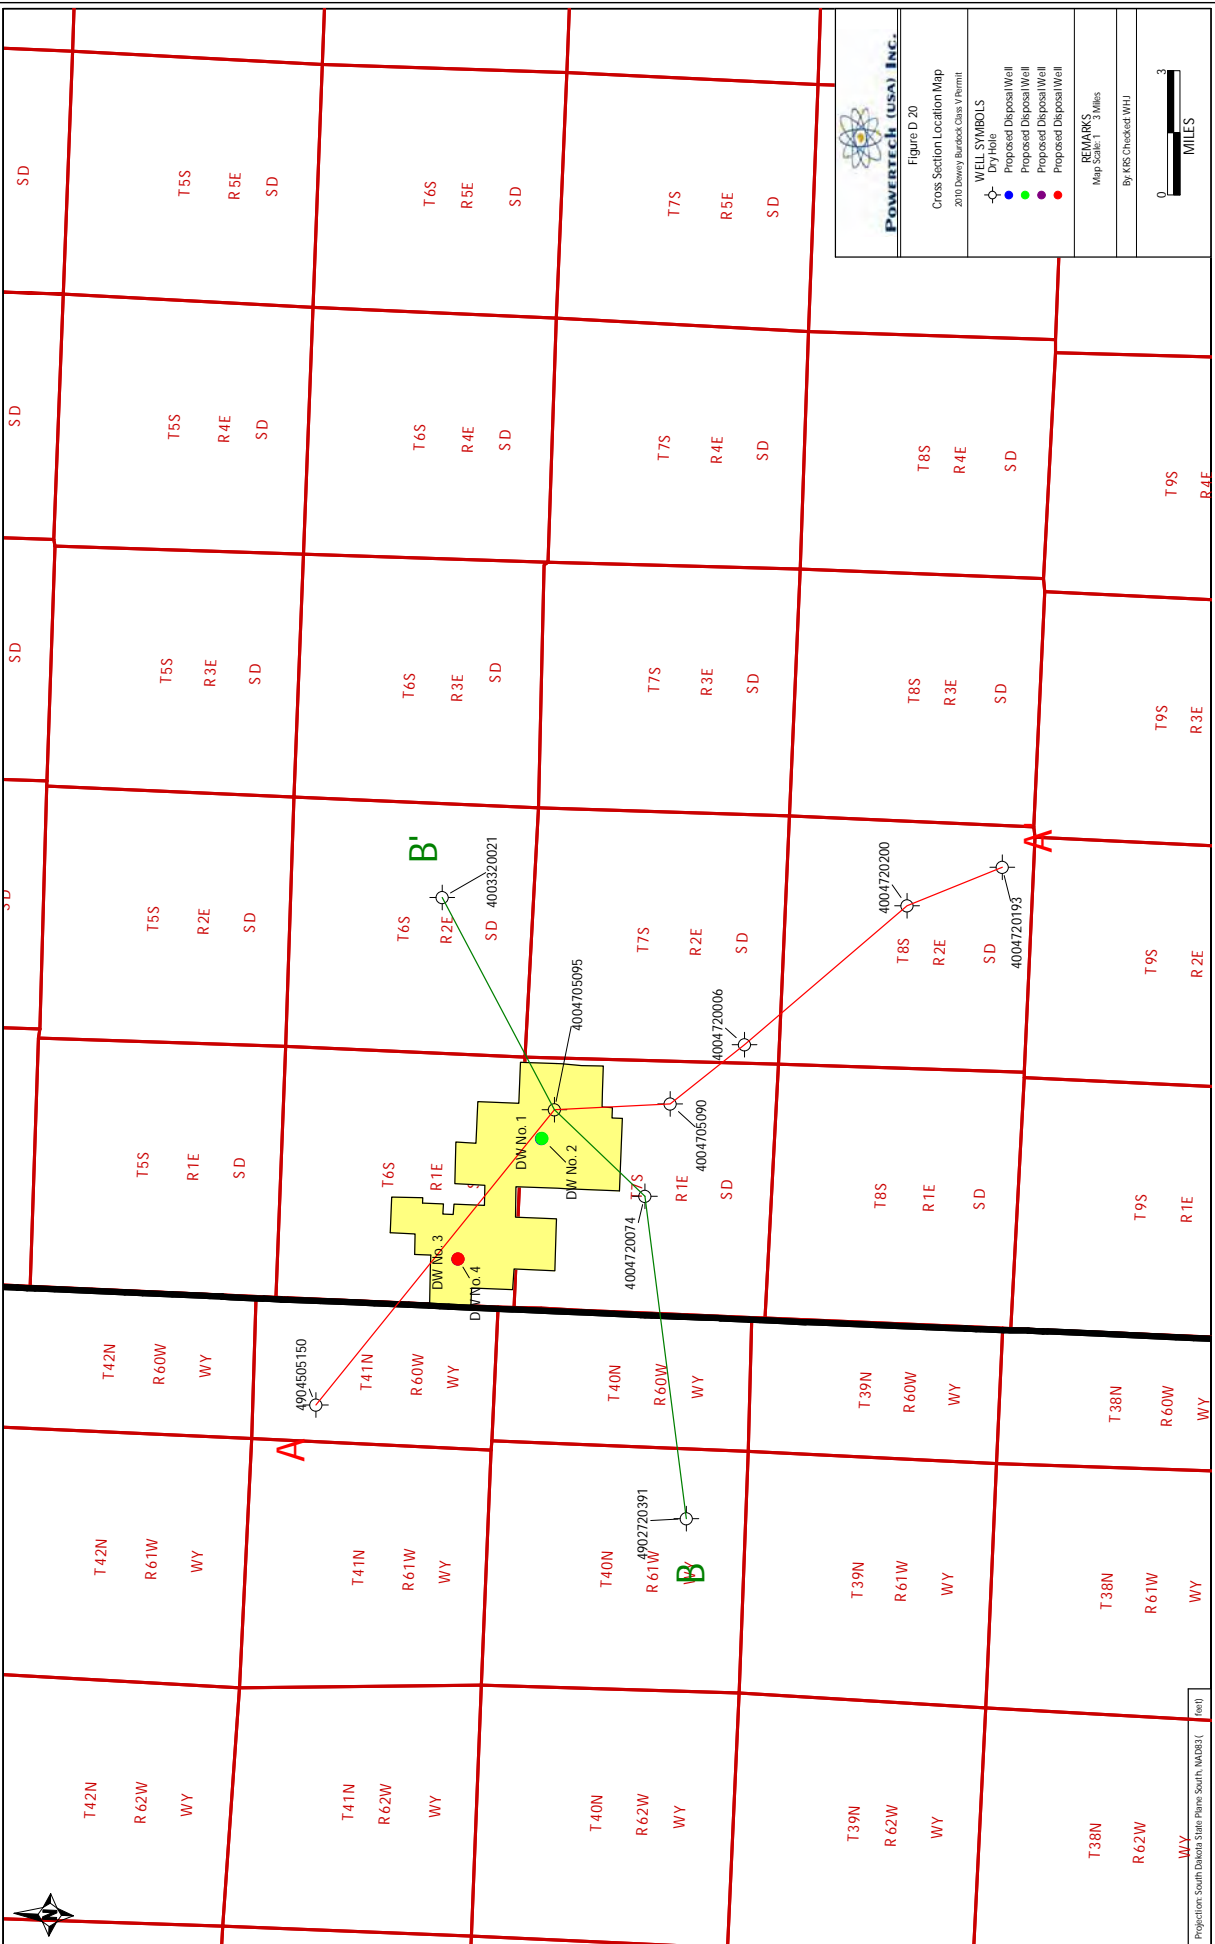 SD
SD
SD
SD
T42N
R62W
WY
T42N
R61W
WY
T42N
R60W
WY
T5S
R1E
SD
T5S
R2E
SD
T5S
R3E
SD
T5S
R4E
SD
T5S
R5E
SD
T41N
R62W
WY
T41N
R61W
WY
A
4904505150
T41N
R60W
WY
T6S
R1E
S
DW No. 3
DW No. 4
DW No. 1
DW No. 2
B'
T6S
R2E
SD
4003320021
4004705095
T6S
R3E
SD
T6S
R4E
SD
T6S
R5E
SD
T40N
R62W
WY
T40N
R61W
WY
B
4902720391
T40N
R60W
WY
T7S
R1E
SD
4004720074
4004705090
4004720006
T7S
R2E
SD
T7S
R3E
SD
T7S
R4E
SD
T7S
R5E
SD
T39N
R62W
WY
T39N
R61W
WY
T39N
R60W
WY
T8S
R1E
SD
T8S
R2E
SD
4004720200
4004720193
A'
T8S
R3E
SD
T8S
R4E
SD
T38N
R62W
WY
T38N
R61W
WY
T38N
R60W
WY
T9S
R1E
T9S
R2E
T9S
R3E
T9S
R4E
N
POWERTECH (USA) INC.
Figure D 20
Cross Section Location Map
2010 Dewey Burdock Class V Permit
WELL SYMBOLS
Dry Hole
Proposed Disposal Well
Proposed Disposal Well
Proposed Disposal Well
Proposed Disposal Well
REMARKS
Map Scale: 1 3 Miles
By: KRS Checked: WHJ
0 3
MILES
Projection: South Dakota State Plane South, NAD83 ( feet)